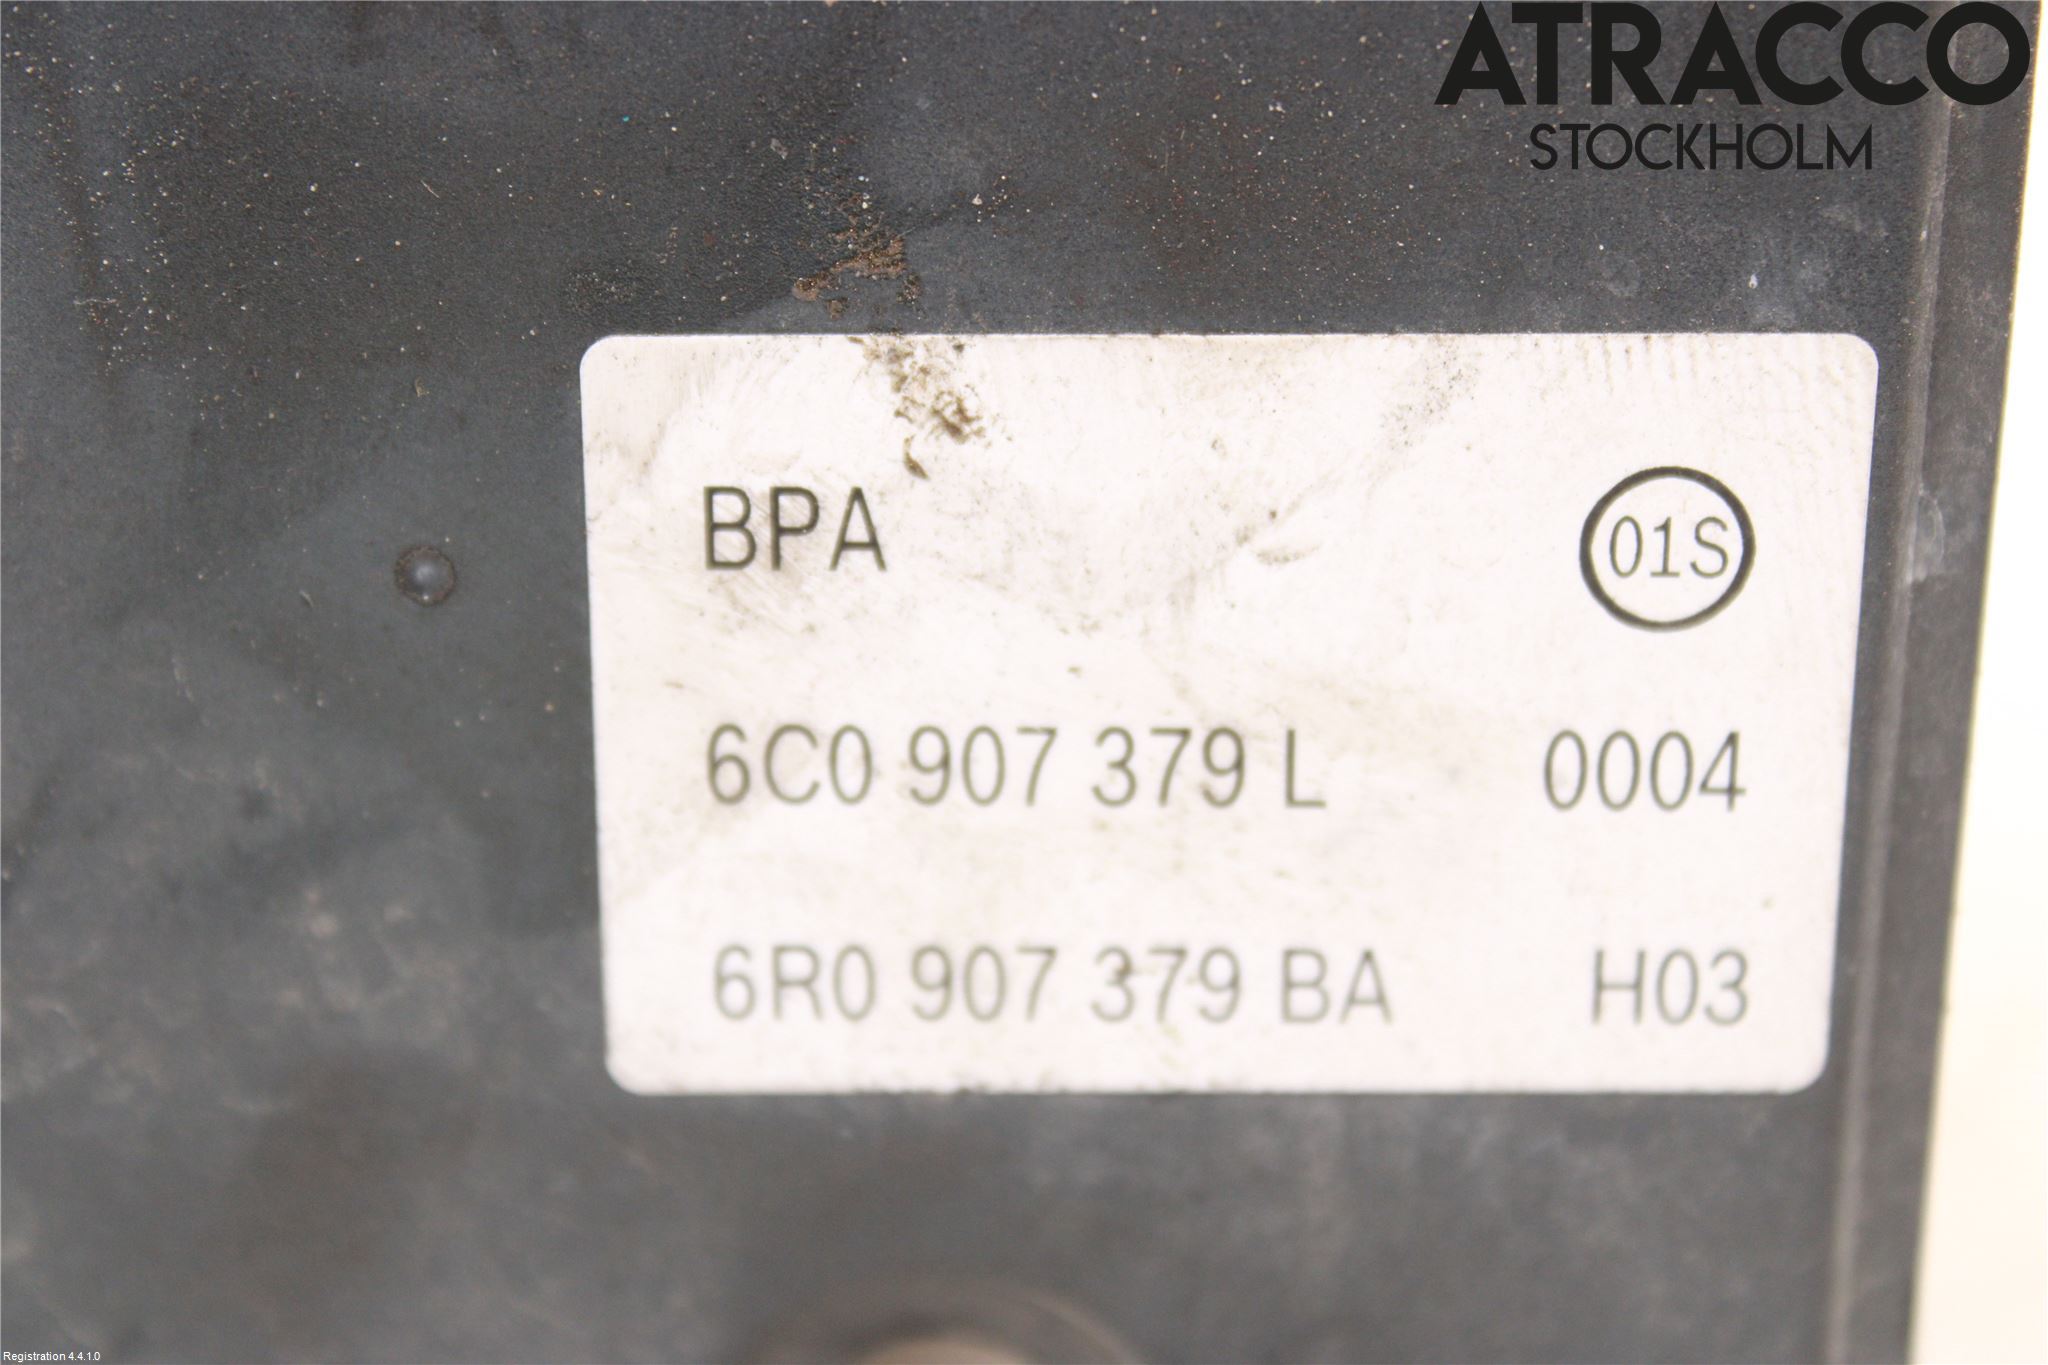 ATRACCO
STOCKHOLM
BPA 01S
6C0 907 379 L 0004
6R0 907 379 BA H03
Registration 4.4.1.0